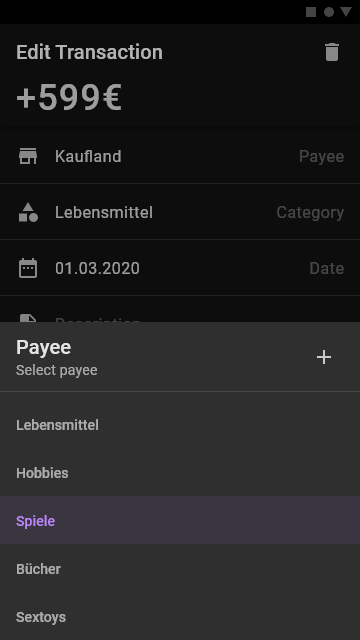 Edit Transaction
+599€
Kaufland Payee
Lebensmittel Category
01.03.2020 Date
Description
Payee
Select payee
Lebensmittel
Hobbies
Spiele
Bücher
Sextoys